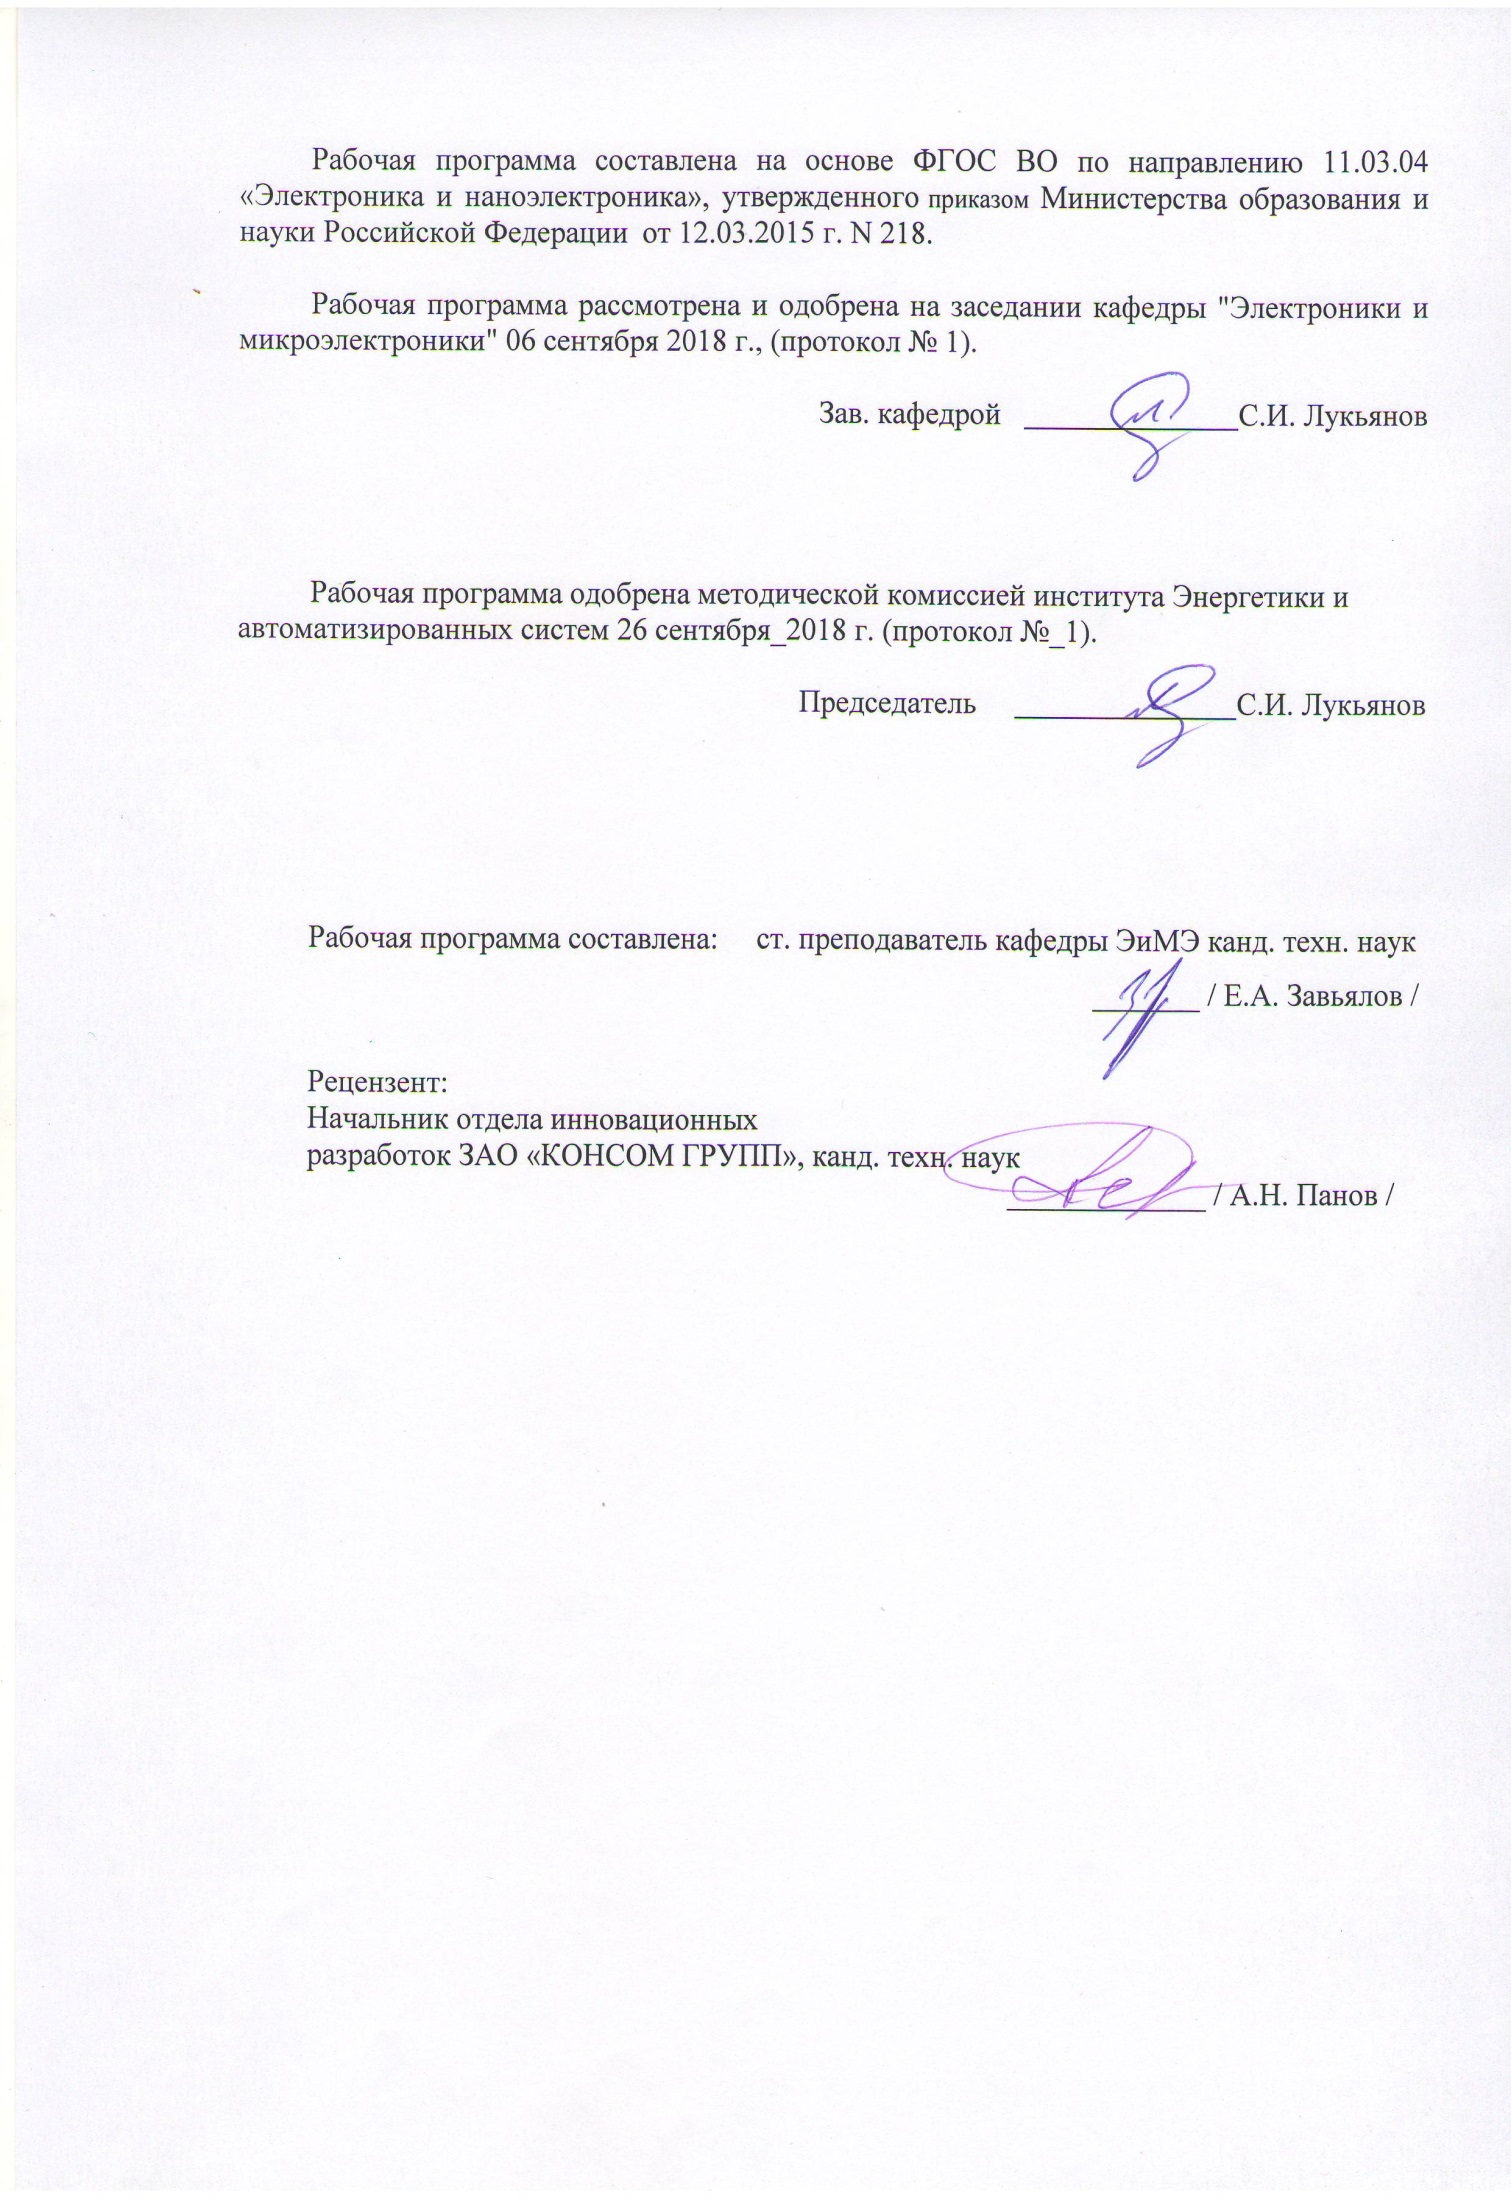 Рабочая программа составлена на основе ФГОС ВО по направлению 11.03.04
«Электроника и наноэлектроника», утвержденного приказом Министерства образования и
науки Российской Федерации от 12.03.2015 г. N 218.
Рабочая программа рассмотрена и одобрена на заседании кафедры "Электроники и
микроэлектроники" 06 сентября 2018 г., (протокол № 1).
Зав. кафедрой ______________С.И. Лукьянов
Рабочая программа одобрена методической комиссией института Энергетики и
автоматизированных систем 26 сентября_2018 г. (протокол №_1).
Председатель ______________С.И. Лукьянов
Рабочая программа составлена: ст. преподаватель кафедры ЭиМЭ канд. техн. наук
_______ / Е.А. Завьялов /
Рецензент:
Начальник отдела инновационных
разработок ЗАО «КОНСОМ ГРУПП», канд. техн. наук
_____________ / А.Н. Панов /